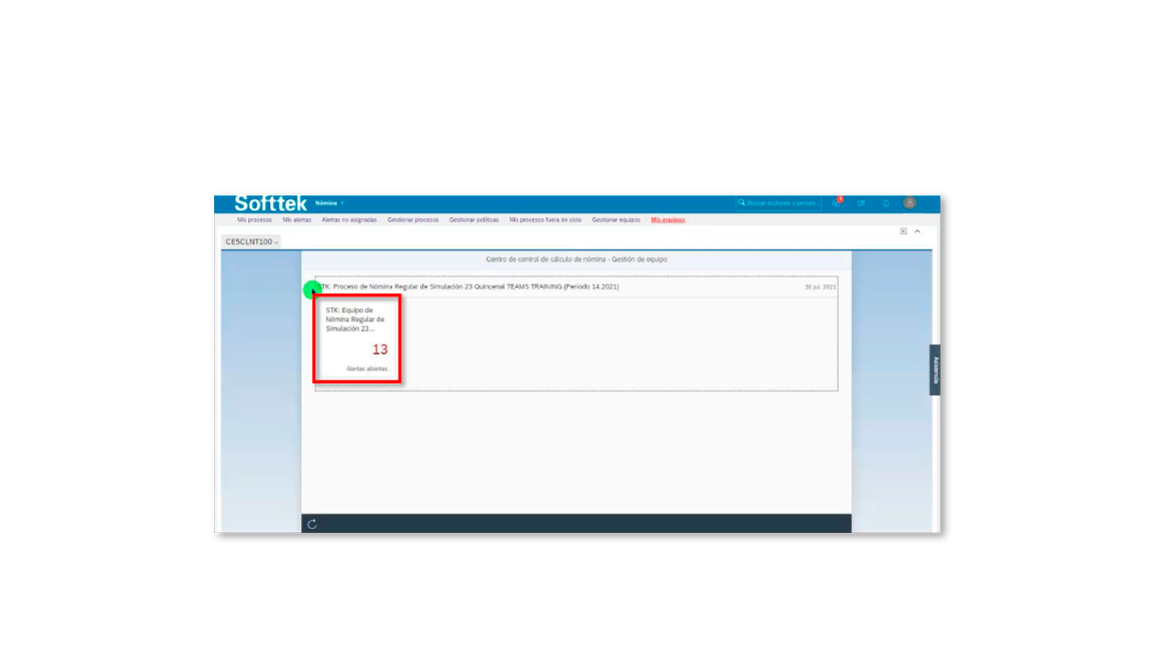 Softtek Nómina
Buscar acciones o person...
Mis procesos Mis alertas Alertas no asignadas Gestionar procesos Gestionar políticas Mis procesos fuera de ciclo Gestionar equipos Mis equipos
CE5CLNT100
Centro de control de cálculo de nómina - Gestión de equipo
STK: Proceso de Nómina Regular de Simulación 23 Quincenal TEAMS TRAINING (Periodo 14.2021) 30 jul. 2021
STK: Equipo de
Nómina Regular de
Simulación 23...
13
Alertas abiertas
Asistencia